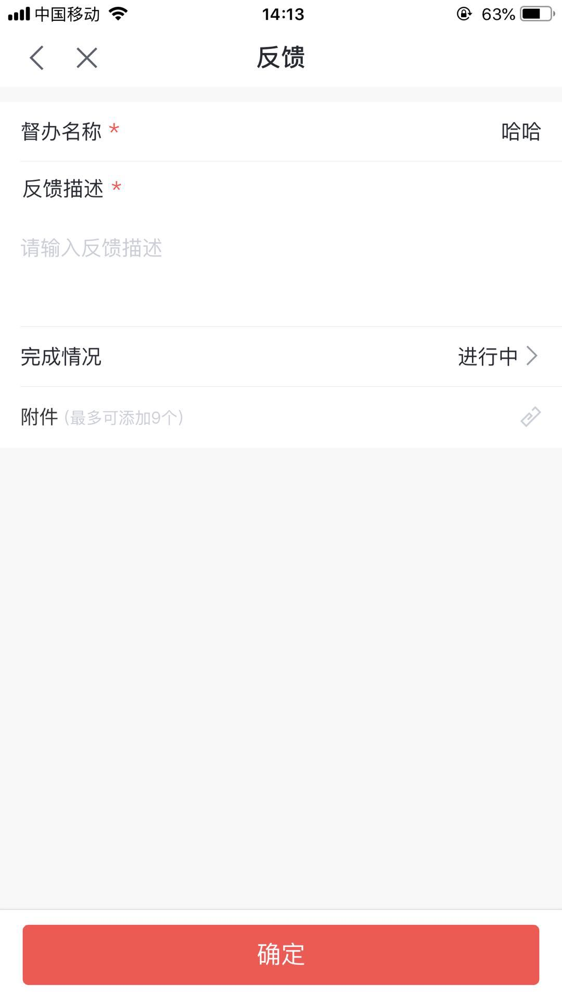 中国移动 14:13 63%
反馈
督办名称 * 哈哈
反馈描述 *
请输入反馈描述
完成情况 进行中
附件 (最多可添加9个)
确定